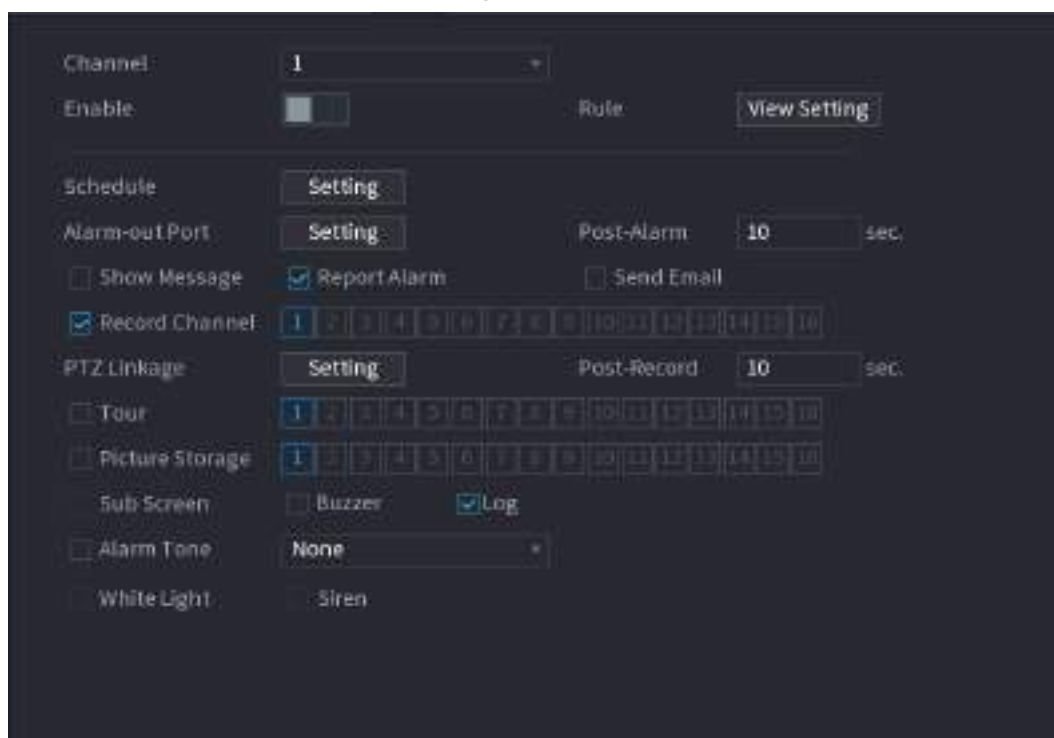 Channel 1
Enable Rule View Setting
Schedule Setting
Alarm-out Port Setting Post-Alarm 10 sec.
Show Message Report Alarm Send Email
Record Channel 1 2 3 4 5 6 7 8 9 10 11 12 13 14 15 16
PTZ Linkage Setting Post-Record 10 sec.
Tour 1 2 3 4 5 6 7 8 9 10 11 12 13 14 15 16
Picture Storage 1 2 3 4 5 6 7 8 9 10 11 12 13 14 15 16
Sub Screen Buzzer Log
Alarm Tone None
White Light Siren